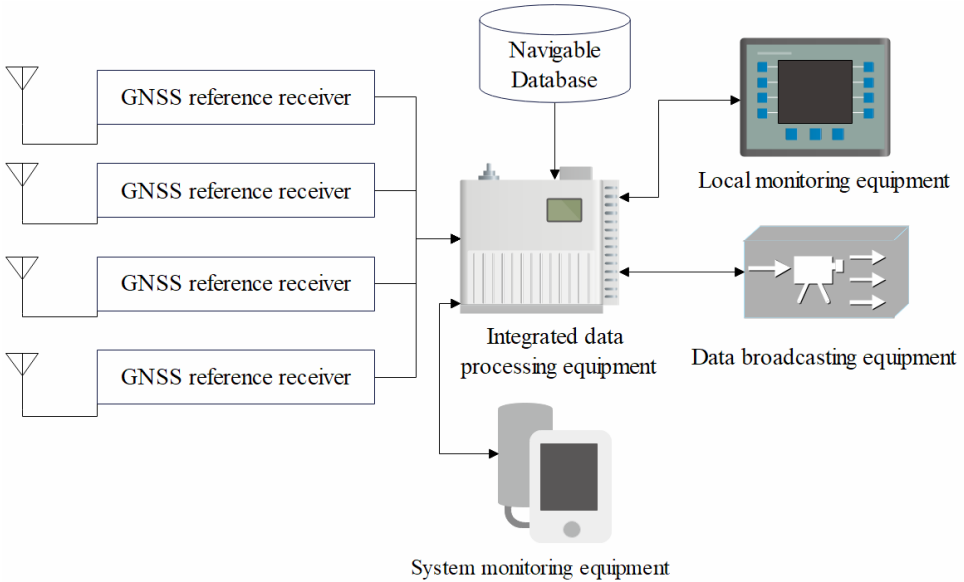 Navigable
Database
GNSS reference receiver
GNSS reference receiver
GNSS reference receiver
GNSS reference receiver
Local monitoring equipment
Integrated data
processing equipment
Data broadcasting equipment
System monitoring equipment